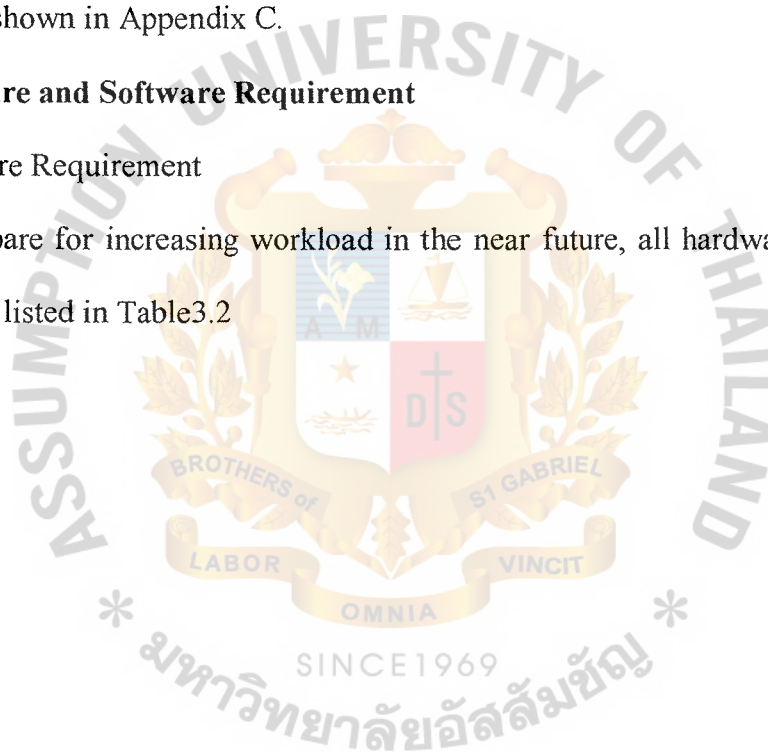 shown in Appendix C.
re and Software Requirement
re Requirement
pare for increasing workload in the near future, all hardwa
listed in Table3.2
ASSUMPTION UNIVERSITY OF THAILAND
A M
D S
BROTHERS of S1 GABRIEL
LABOR VINCIT
OMNIA
SINCE1969
* มหาวิทยาลัยอัสสัมชัญ *